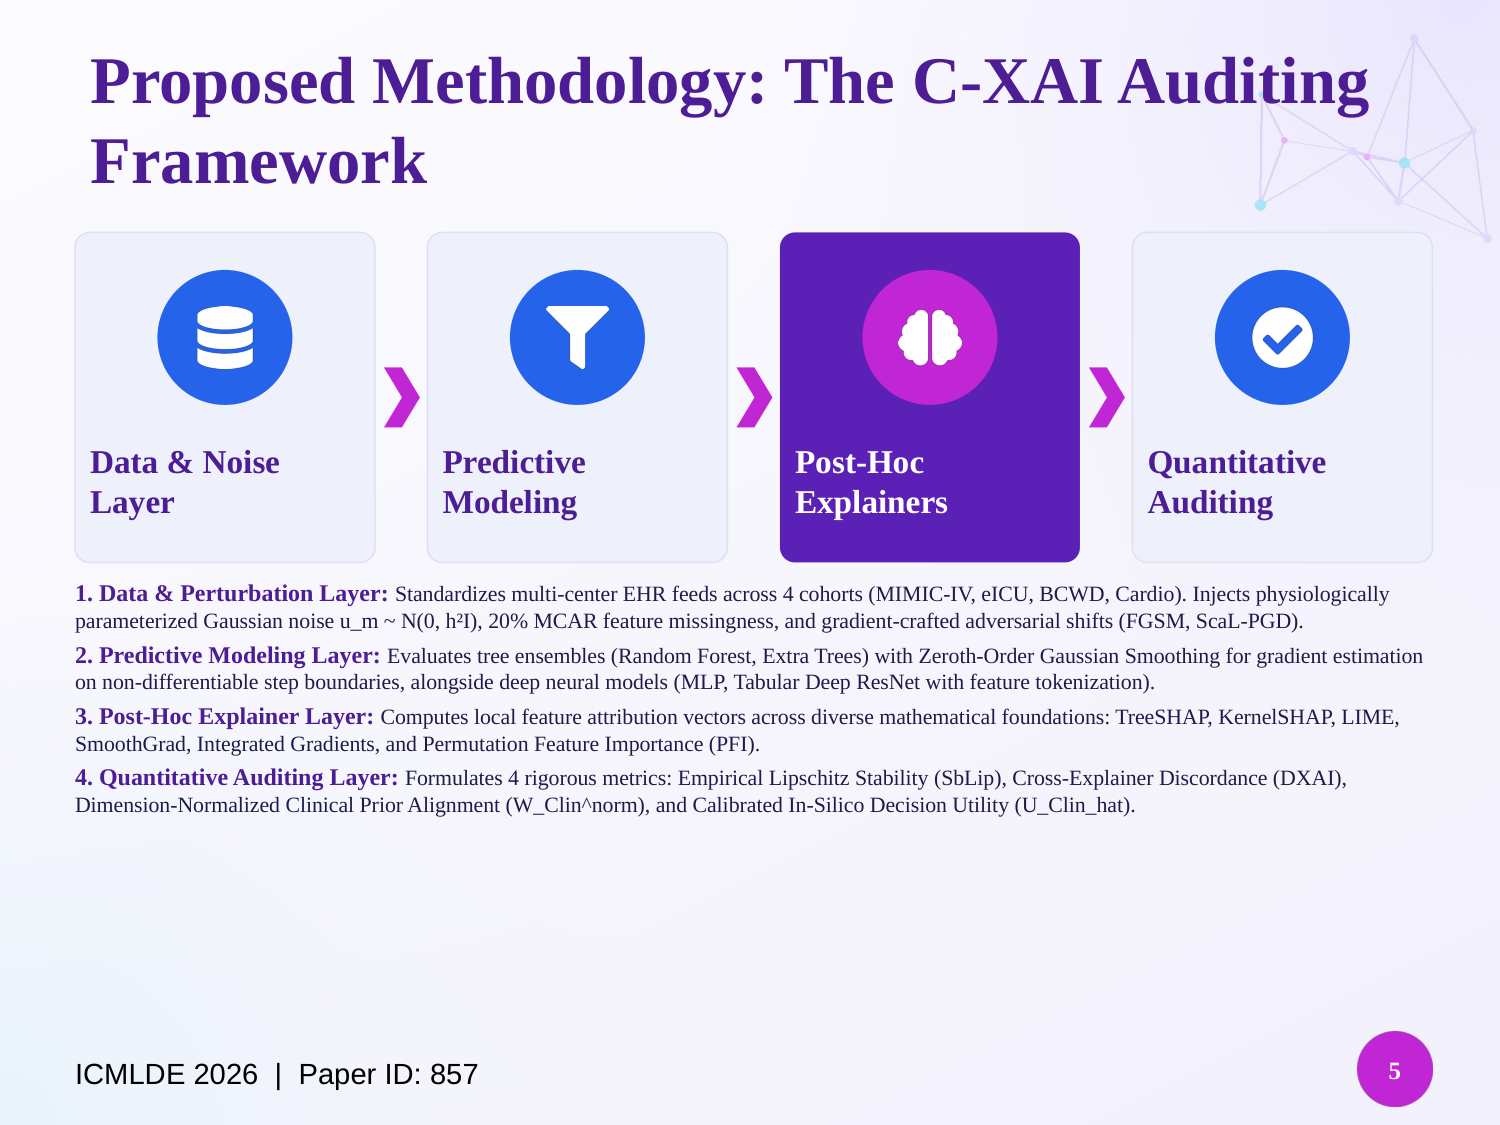 Proposed Methodology: The C-XAI Auditing
Framework
Data & Noise
Layer
Predictive
Modeling
Post-Hoc
Explainers
Quantitative
Auditing
1. Data & Perturbation Layer: Standardizes multi-center EHR feeds across 4 cohorts (MIMIC-IV, eICU, BCWD, Cardio). Injects physiologically
parameterized Gaussian noise u_m ~ N(0, h²I), 20% MCAR feature missingness, and gradient-crafted adversarial shifts (FGSM, ScaL-PGD).
2. Predictive Modeling Layer: Evaluates tree ensembles (Random Forest, Extra Trees) with Zeroth-Order Gaussian Smoothing for gradient estimation
on non-differentiable step boundaries, alongside deep neural models (MLP, Tabular Deep ResNet with feature tokenization).
3. Post-Hoc Explainer Layer: Computes local feature attribution vectors across diverse mathematical foundations: TreeSHAP, KernelSHAP, LIME,
SmoothGrad, Integrated Gradients, and Permutation Feature Importance (PFI).
4. Quantitative Auditing Layer: Formulates 4 rigorous metrics: Empirical Lipschitz Stability (SbLip), Cross-Explainer Discordance (DXAI),
Dimension-Normalized Clinical Prior Alignment (W_Clin^norm), and Calibrated In-Silico Decision Utility (U_Clin_hat).
ICMLDE 2026 | Paper ID: 857
5